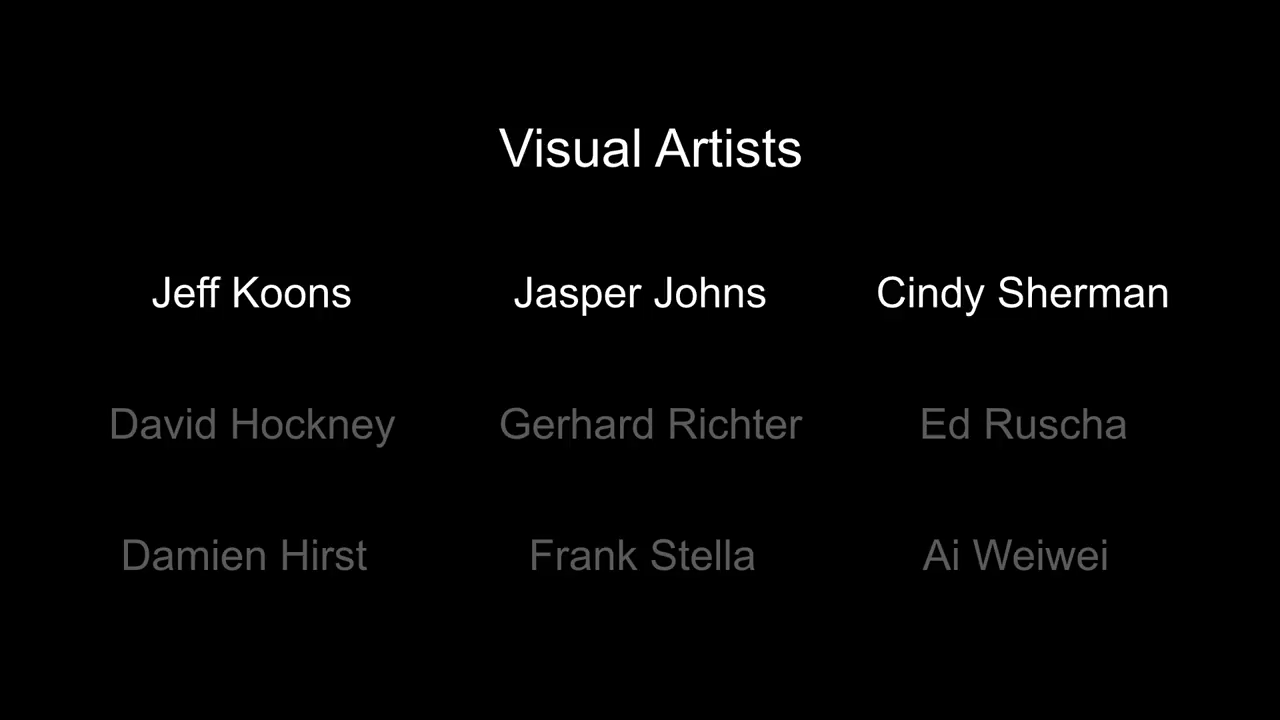 Visual Artists
Jeff Koons Jasper Johns Cindy Sherman
David Hockney Gerhard Richter Ed Ruscha
Damien Hirst Frank Stella Ai Weiwei